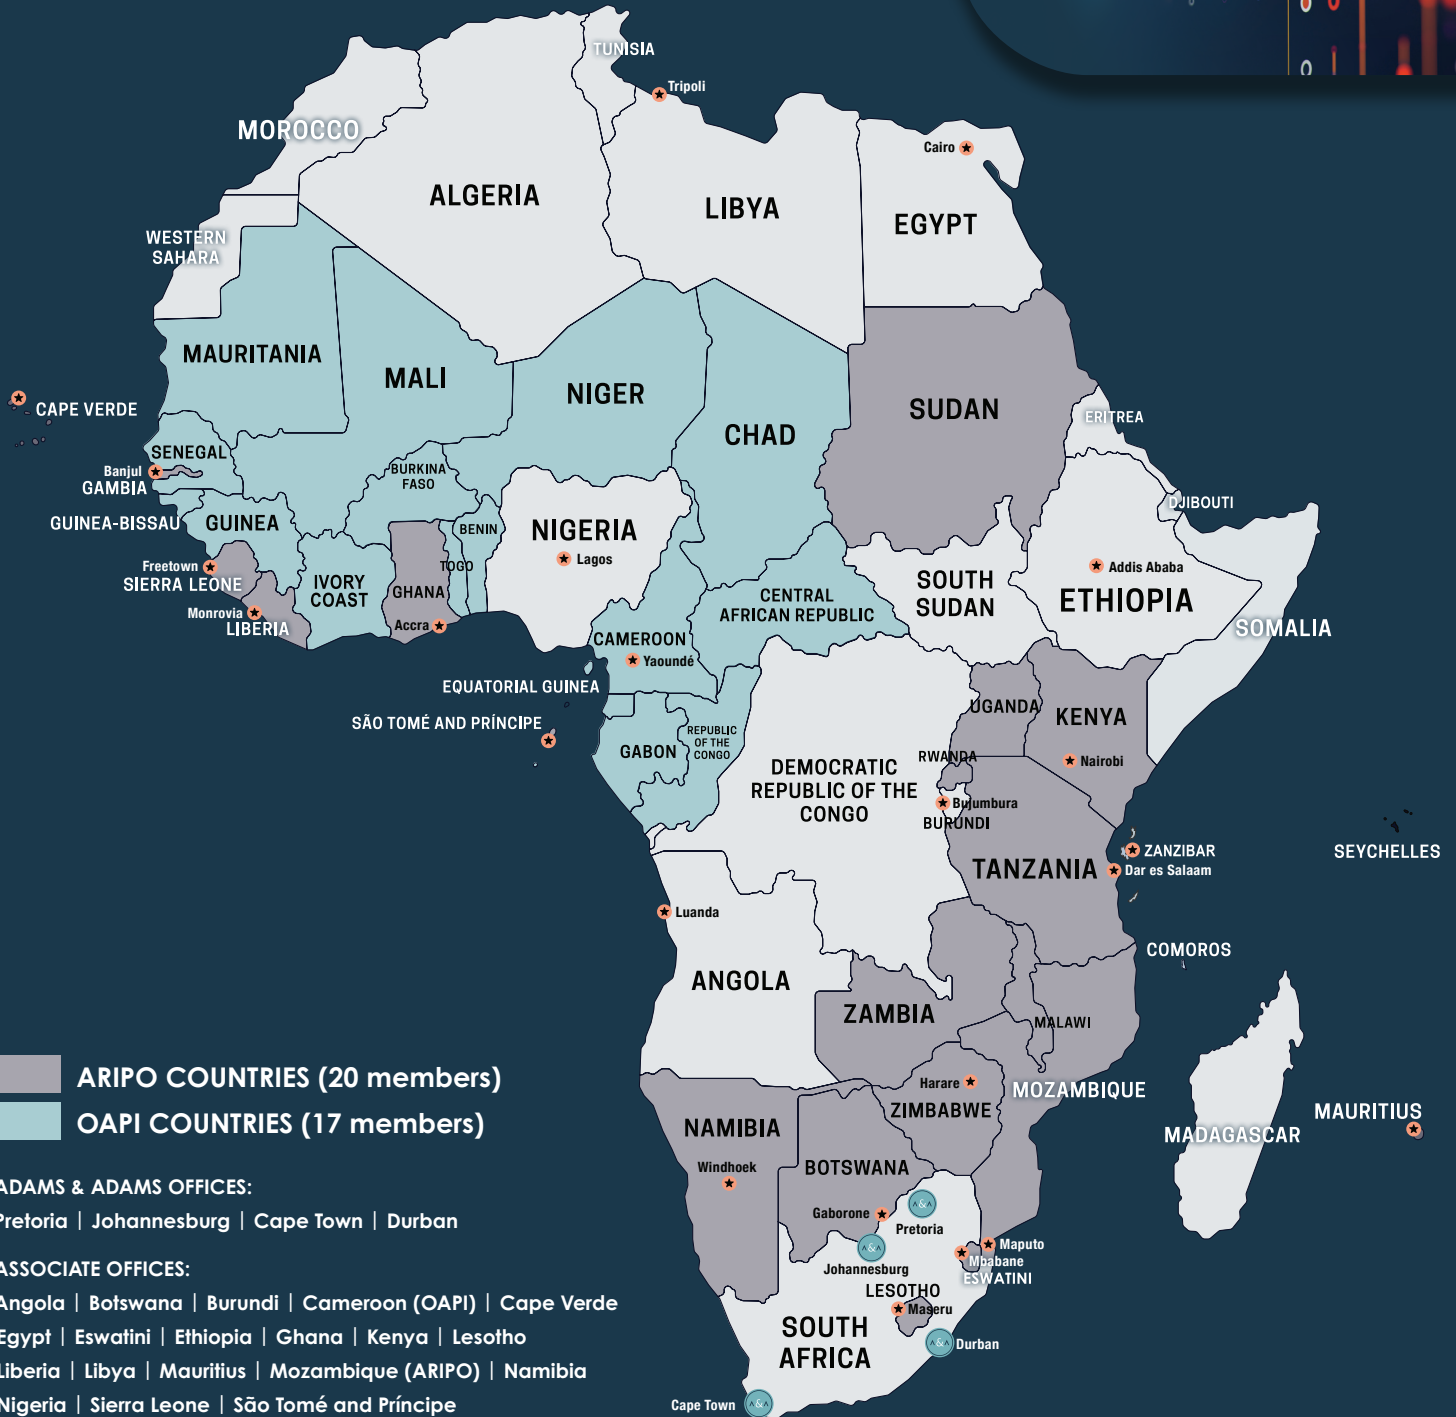 TUNISIA
Tripoli
MOROCCO
Cairo
ALGERIA
LIBYA
EGYPT
WESTERN
SAHARA
MAURITANIA
MALI
NIGER
CHAD
SUDAN
CAPE VERDE
ERITREA
SENEGAL
Banjul
GAMBIA
BURKINA
FASO
DJIBOUTI
GUINEA-BISSAU
GUINEA
BENIN
NIGERIA
Lagos
Freetown
SIERRA LEONE
IVORY
COAST
TOGO
GHANA
Addis Ababa
SOUTH
SUDAN
ETHIOPIA
CENTRAL
AFRICAN REPUBLIC
Monrovia
LIBERIA
Accra
SOMALIA
CAMEROON
Yaoundé
EQUATORIAL GUINEA
UGANDA
KENYA
SÃO TOMÉ AND PRÍNCIPE
GABON
REPUBLIC
OF THE
CONGO
RWANDA
Nairobi
DEMOCRATIC
REPUBLIC OF THE
CONGO
Bujumbura
BURUNDI
ZANZIBAR
SEYCHELLES
TANZANIA
Dar es Salaam
Luanda
COMOROS
ANGOLA
ZAMBIA
MALAWI
ARIPO COUNTRIES (20 members)
OAPI COUNTRIES (17 members)
Harare
ZIMBABWE
MOZAMBIQUE
MAURITIUS
NAMIBIA
MADAGASCAR
Windhoek
BOTSWANA
Gaborone
Pretoria
Johannesburg
Maputo
Mbabane
ESWATINI
LESOTHO
Maseru
SOUTH
AFRICA
Durban
Cape Town
ADAMS & ADAMS OFFICES:
Pretoria | Johannesburg | Cape Town | Durban
ASSOCIATE OFFICES:
Angola | Botswana | Burundi | Cameroon (OAPI) | Cape Verde
Egypt | Eswatini | Ethiopia | Ghana | Kenya | Lesotho
Liberia | Libya | Mauritius | Mozambique (ARIPO) | Namibia
Nigeria | Sierra Leone | São Tomé and Príncipe